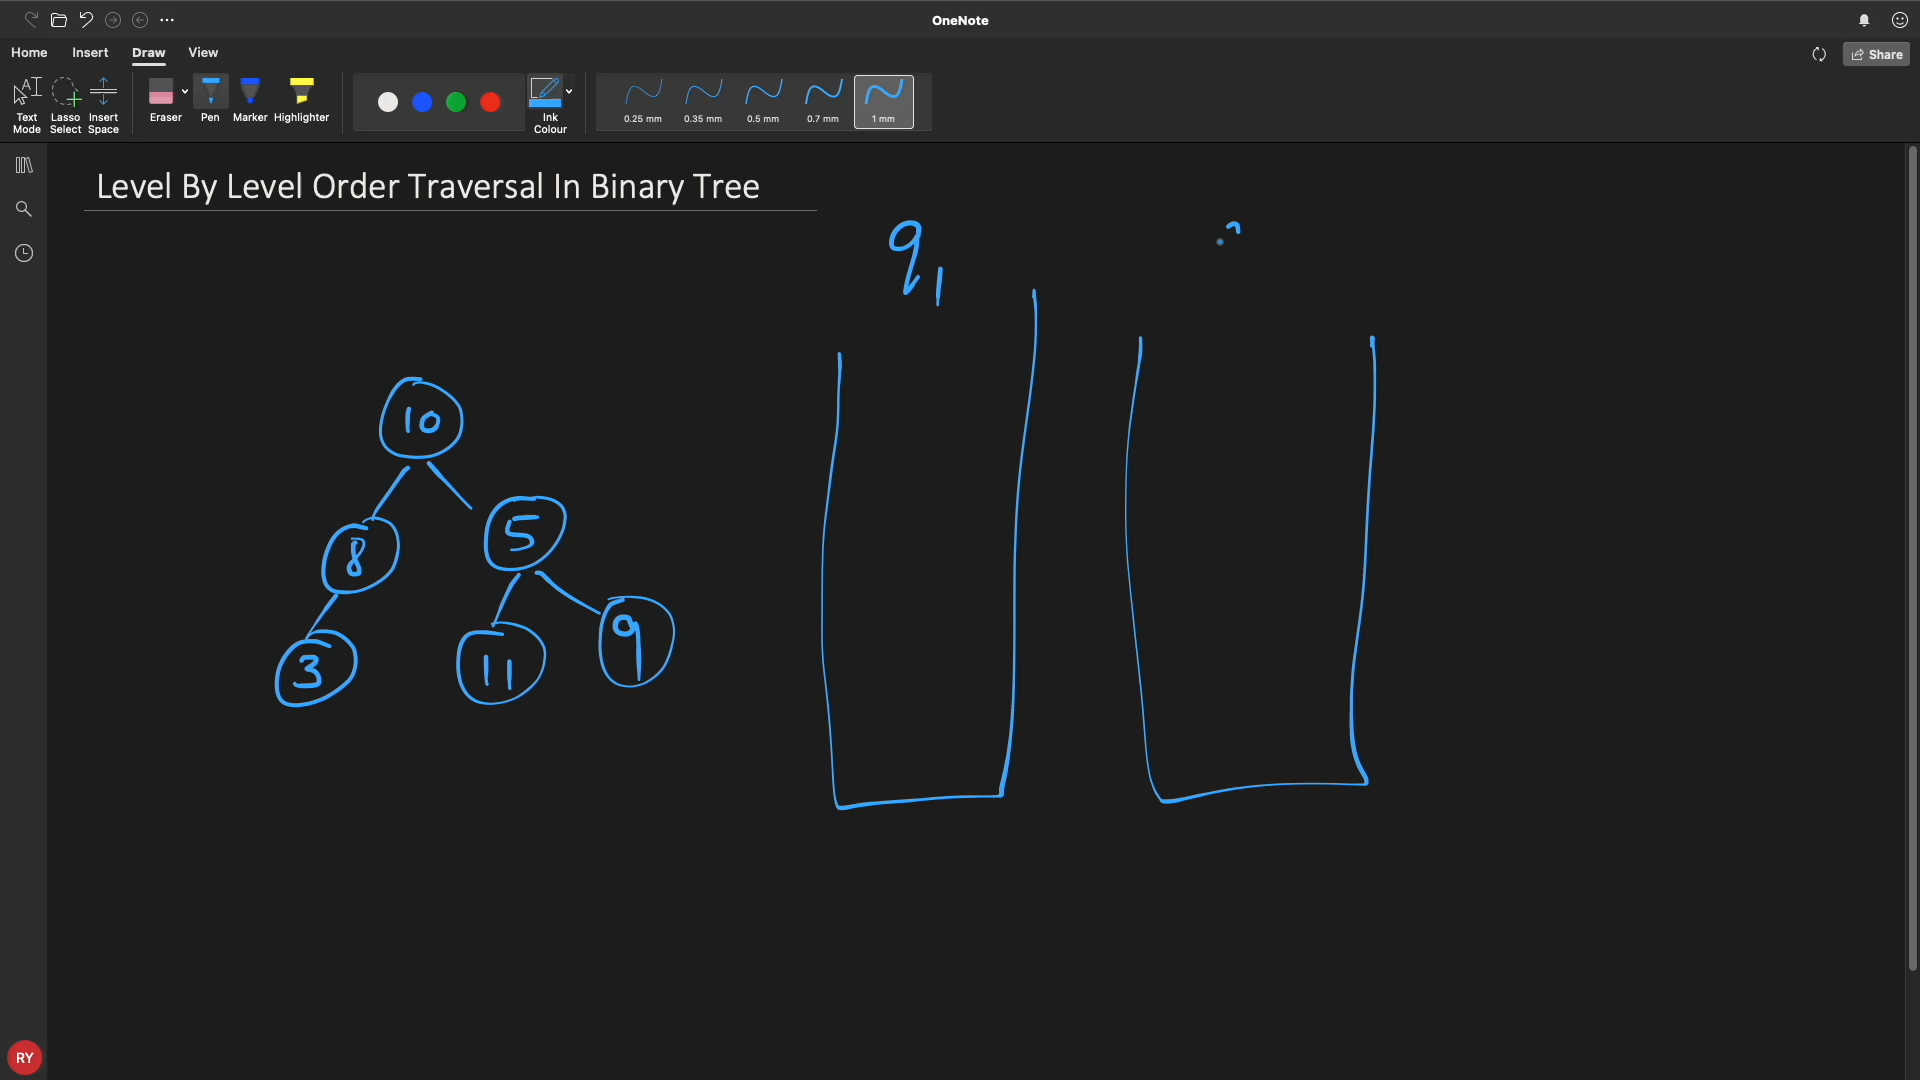 OneNote
Home Insert Draw View
Share
Text Mode
Lasso Select
Insert Space
Eraser
Pen
Marker
Highlighter
Ink Colour
0.25 mm
0.35 mm
0.5 mm
0.7 mm
1 mm
Level By Level Order Traversal In Binary Tree
q1
10
8 5
3 11 9
RY